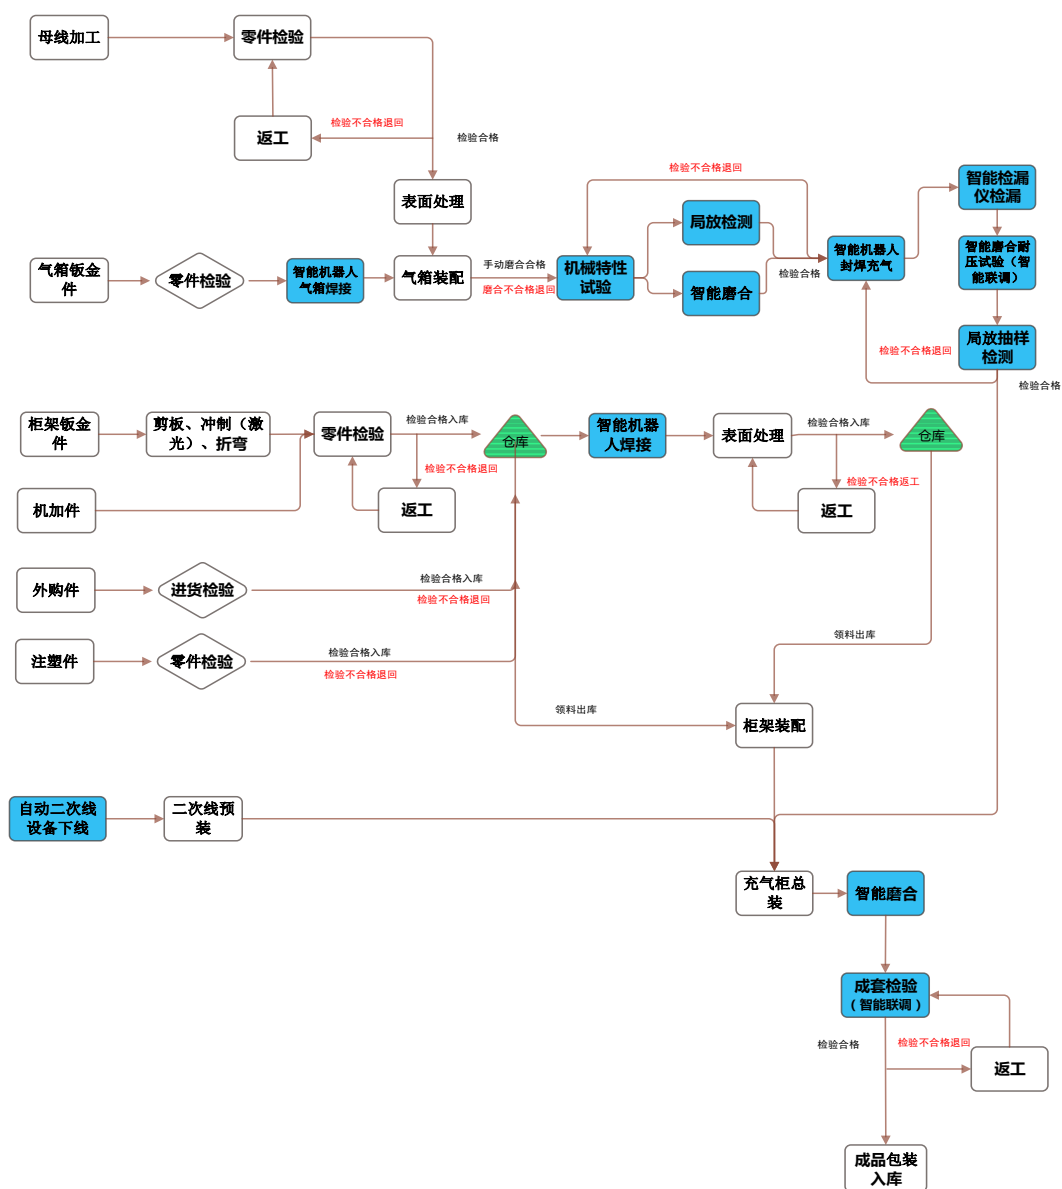 母线加工
零件检验
返工
检验不合格退回
检验合格
表面处理
气箱钣金
件
零件检验
智能机器人
气箱焊接
气箱装配
手动磨合合格
磨合不合格退回
机械特性
试验
检验不合格退回
局放检测
智能磨合
检验合格
智能机器人
封焊充气
智能检漏
仪检漏
智能磨合耐
压试验（智
能联调）
局放抽样
检测
检验不合格退回
检验合格
柜架钣金
件
剪板、冲制（激
光）、折弯
零件检验
检验合格入库
检验不合格退回
返工
仓库
智能机器
人焊接
表面处理
检验合格入库
检验不合格返工
返工
仓库
机加件
外购件
进货检验
检验合格入库
检验不合格退回
注塑件
零件检验
检验合格入库
检验不合格退回
领料出库
领料出库
柜架装配
自动二次线
设备下线
二次线预
装
充气柜总
装
智能磨合
成套检验
（智能联调）
检验合格
检验不合格退回
返工
成品包装
入库